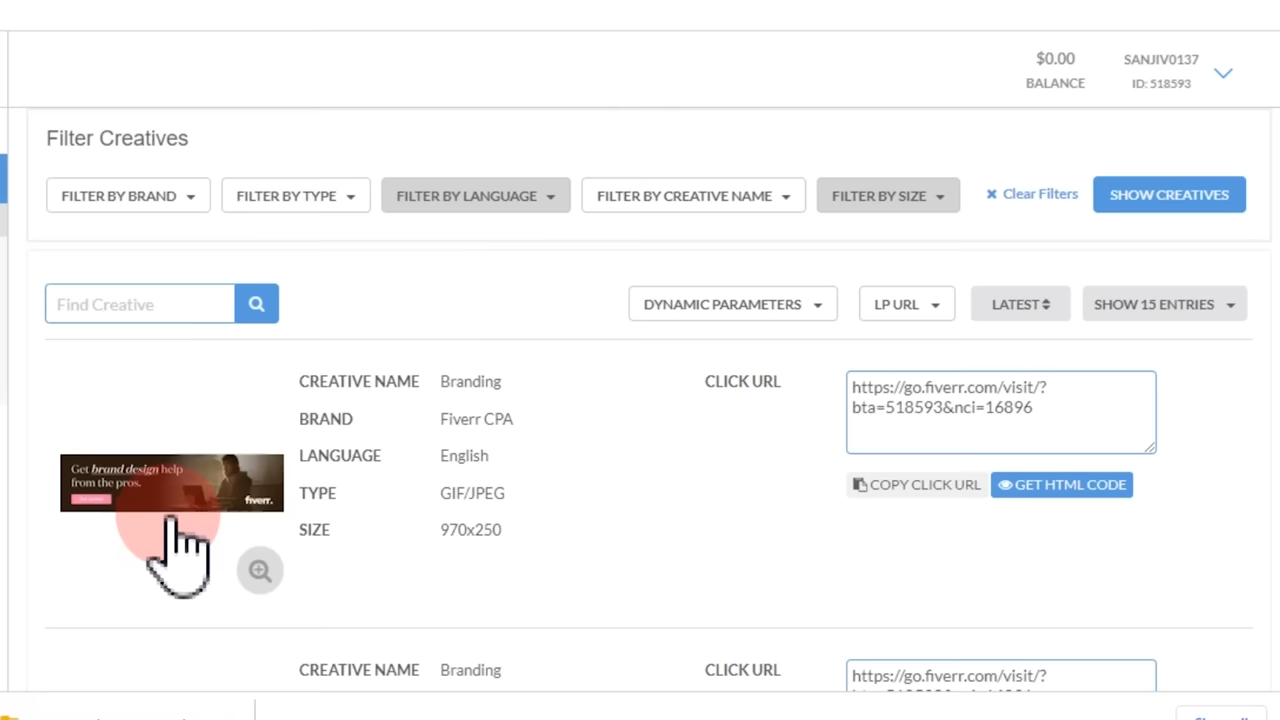 $0.00
BALANCE
SANJIV0137
ID: 518593
Filter Creatives
FILTER BY BRAND
FILTER BY TYPE
FILTER BY LANGUAGE
FILTER BY CREATIVE NAME
FILTER BY SIZE
Clear Filters
SHOW CREATIVES
Find Creative
DYNAMIC PARAMETERS
LP URL
LATEST
SHOW 15 ENTRIES
CREATIVE NAME Branding
BRAND Fiverr CPA
LANGUAGE English
TYPE GIF/JPEG
SIZE 970x250
Get brand design help
from the pros.
fiverr.
CLICK URL
https://go.fiverr.com/visit/?
bta=518593&nci=16896
COPY CLICK URL
GET HTML CODE
CREATIVE NAME Branding
CLICK URL
https://go.fiverr.com/visit/?